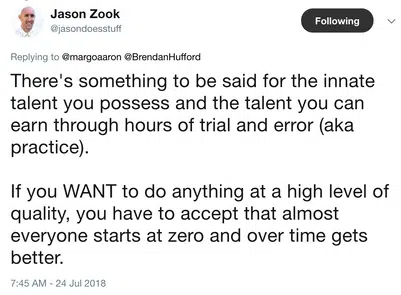 Jason Zook
@jasondoesstuff
Following
Replying to @margoaaron @BrendanHufford
There's something to be said for the innate
talent you possess and the talent you can
earn through hours of trial and error (aka
practice).
If you WANT to do anything at a high level of
quality, you have to accept that almost
everyone starts at zero and over time gets
better.
7:45 AM - 24 Jul 2018